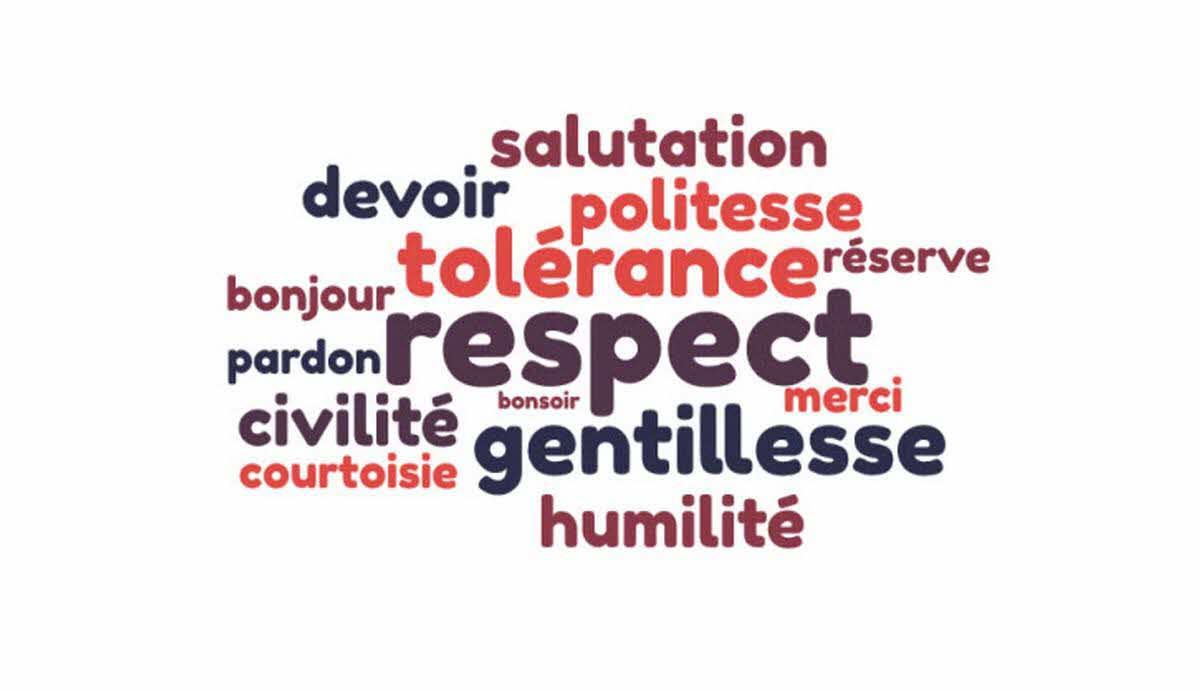 salutation
devoir
politesse
tolérance
réserve
bonjour
respect
pardon
merci
bonsoir
civilité
gentillesse
courtoisie
humilité